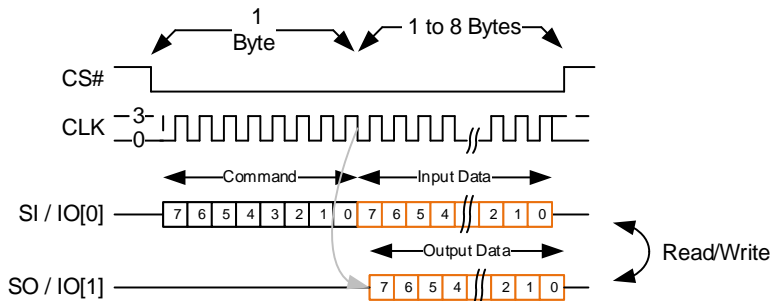 1
Byte
1 to 8 Bytes
CS#
CLK
3
0
Command
Input Data
SI / IO[0]
7 6 5 4 3 2 1 0 7 6 5 4 2 1 0
Output Data
Read/Write
SO / IO[1]
7 6 5 4 2 1 0